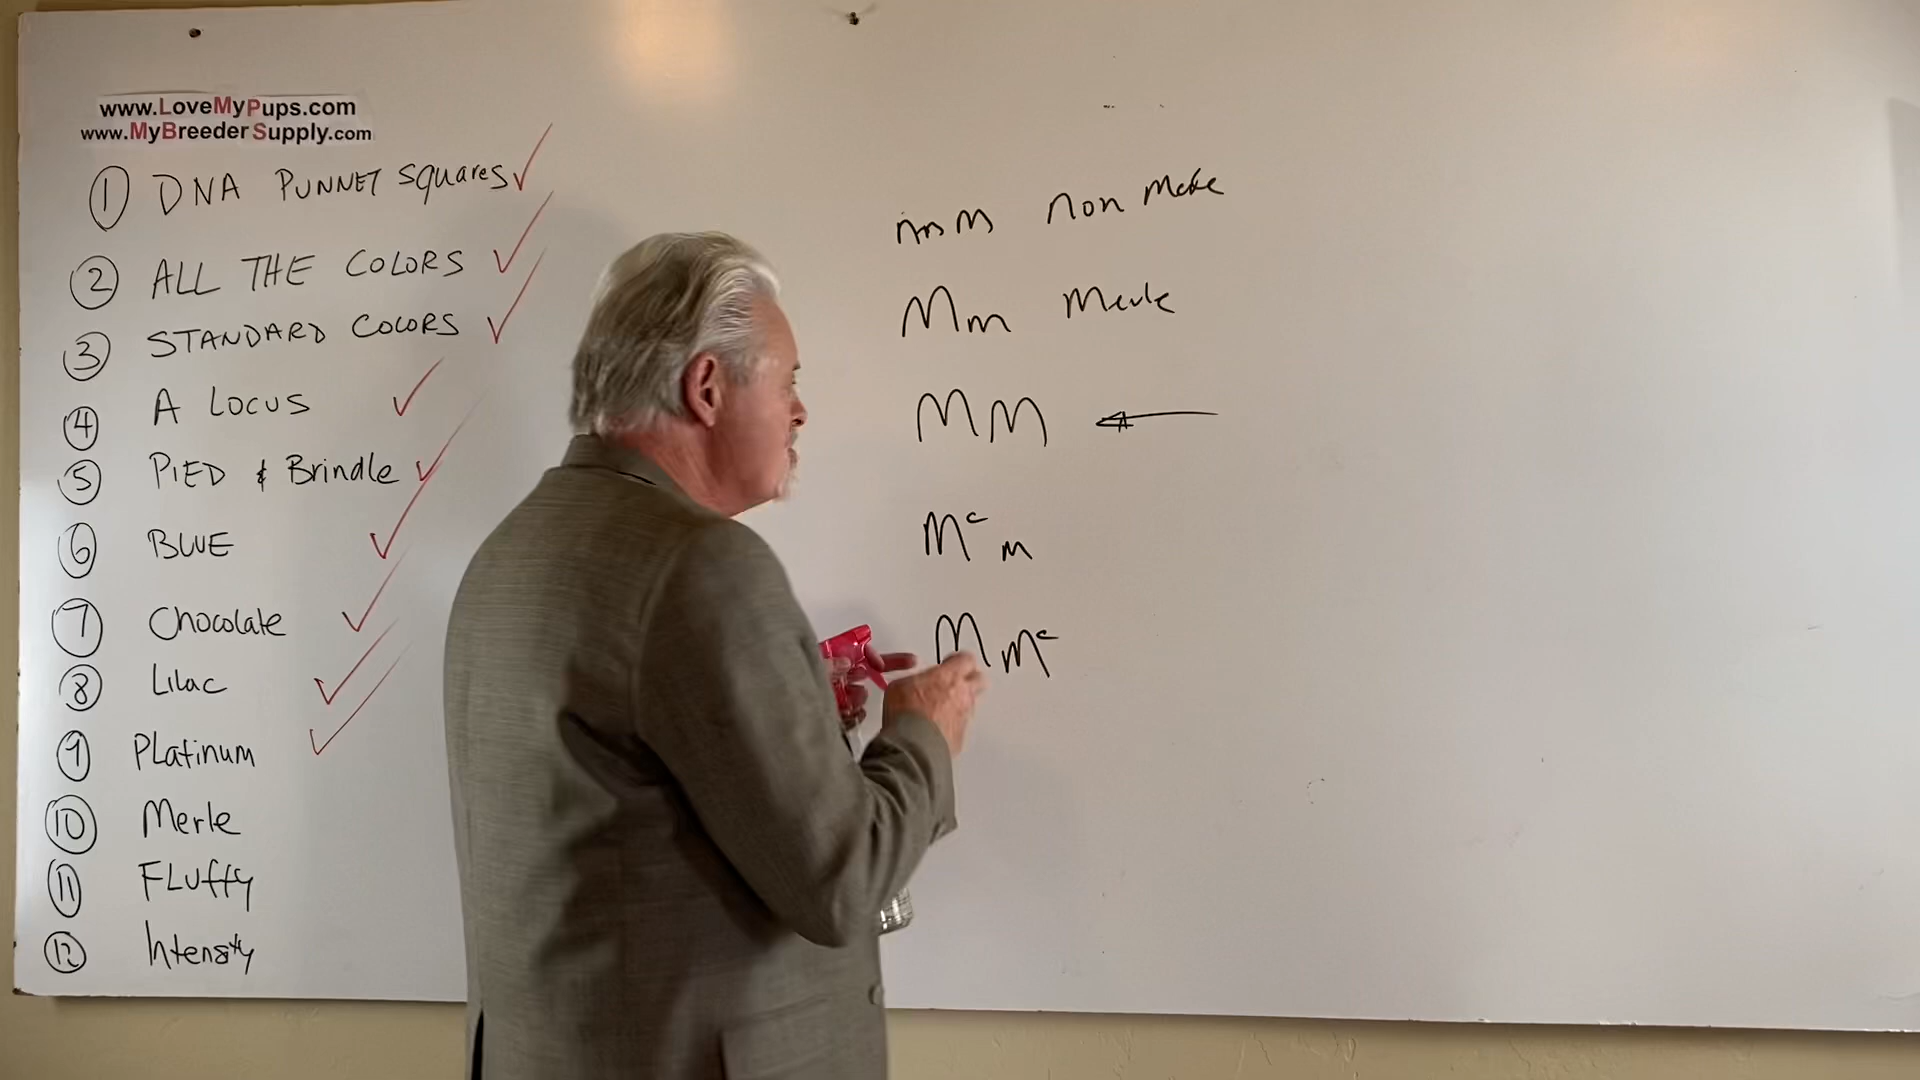 www.LoveMyPups.com
www.MyBreederSupply.com
1 DNA PUNNET Squares
2 ALL THE COLORS
3 STANDARD COLORS
4 A LOCUS
5 PIED & Brindle
6 BLUE
7 Chocolate
8 Lilac
9 PLatinum
10 Merle
11 FLuffy
12 Intensity
mm non Merle
Mm Merle
MM
Mᶜ m
M Mᶜ